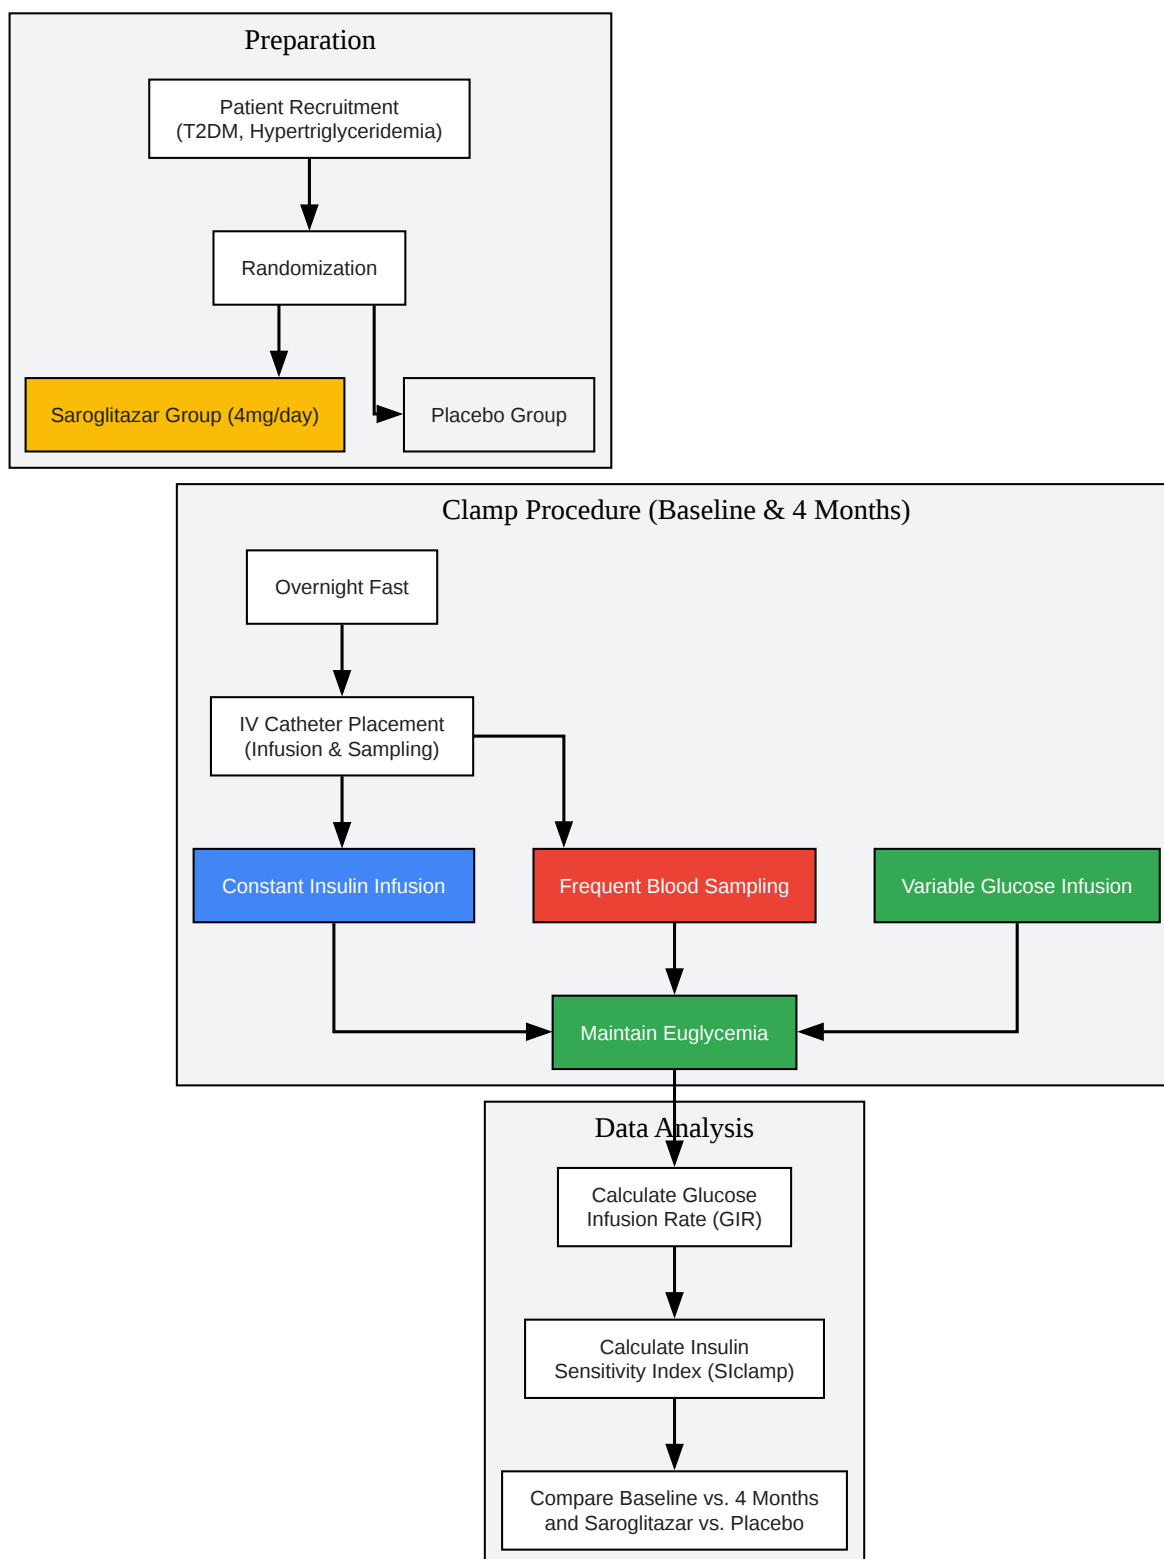 Preparation
Patient Recruitment
(T2DM, Hypertriglyceridemia)
Randomization
Saroglitazar Group (4mg/day)
Placebo Group
Clamp Procedure (Baseline & 4 Months)
Overnight Fast
IV Catheter Placement
(Infusion & Sampling)
Constant Insulin Infusion
Frequent Blood Sampling
Variable Glucose Infusion
Maintain Euglycemia
Data Analysis
Calculate Glucose
Infusion Rate (GIR)
Calculate Insulin
Sensitivity Index (SIclamp)
Compare Baseline vs. 4 Months
and Saroglitazar vs. Placebo